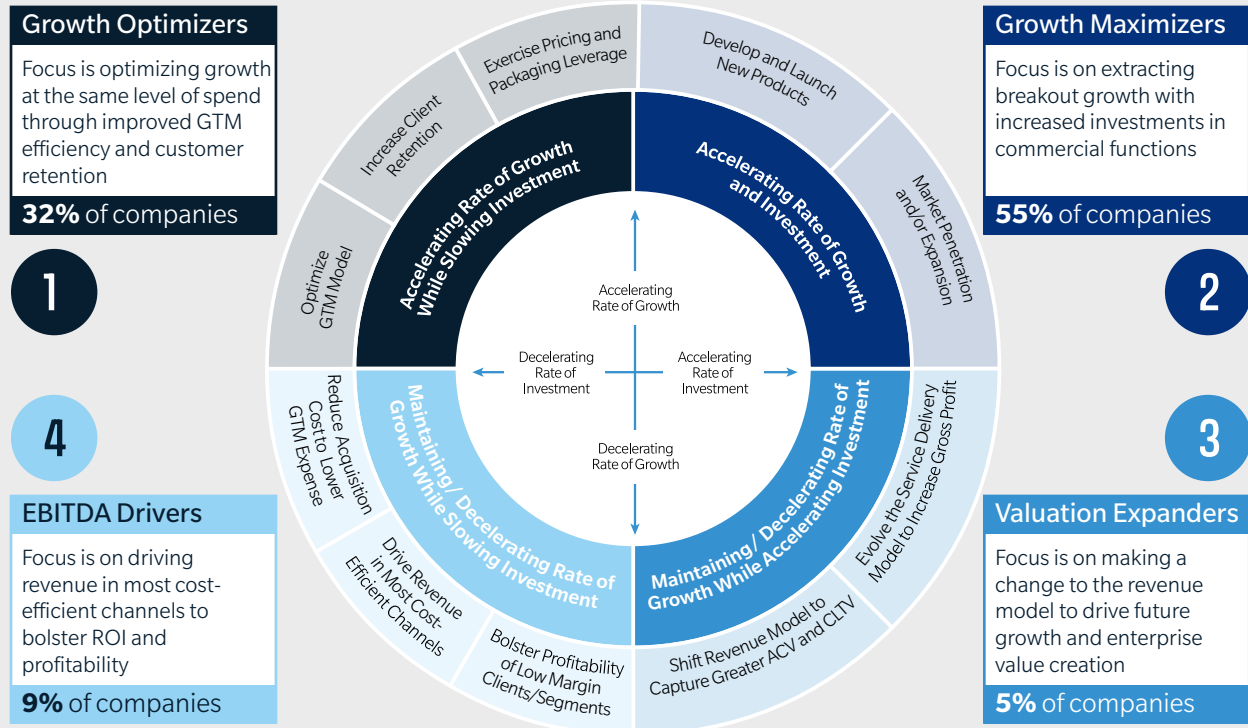 Growth Optimizers
Focus is optimizing growth
at the same level of spend
through improved GTM
efficiency and customer
retention
32% of companies
1
Growth Maximizers
Focus is on extracting
breakout growth with
increased investments in
commercial functions
55% of companies
2
Optimize
GTM Model
Increase Client
Retention
Exercise Pricing and
Packaging Leverage
Develop and Launch
New Products
Market Penetration
and/or Expansion
Accelerating Rate of Growth
While Slowing Investment
Accelerating Rate of Growth
and Investment
Accelerating
Rate of Growth
Decelerating
Rate of
Investment
Accelerating
Rate of
Investment
Decelerating
Rate of Growth
Maintaining/ Decelerating Rate of
Growth While Slowing Investment
Maintaining/ Decelerating Rate of
Growth While Accelerating Investment
Reduce Acquisition
Cost to Lower
GTM Expense
Drive Revenue
in Most Cost-
Efficient Channels
Bolster Profitability
of Low Margin
Clients/Segments
Shift Revenue Model to
Capture Greater ACV and CLTV
Evolve the Service Delivery
Model to Increase Gross Profit
4
EBITDA Drivers
Focus is on driving
revenue in most cost-
efficient channels to
bolster ROI and
profitability
9% of companies
3
Valuation Expanders
Focus is on making a
change to the revenue
model to drive future
growth and enterprise
value creation
5% of companies